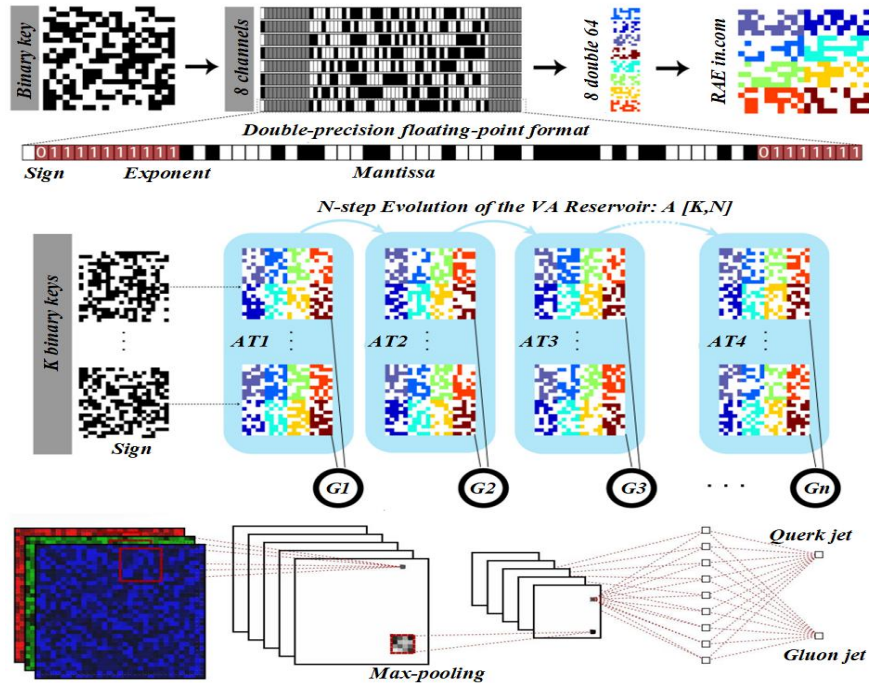 Binary key
8 channels
8 double 64
RAE in.com
Double-precision floating-point format
0 1 1 1 1 1 1 1 1 1 1 1
0 1 1 1 1 1 1 1
Sign
Exponent
Mantissa
N-step Evolution of the VA Reservoir: A [K,N]
K binary keys
AT1
AT2
AT3
AT4
Sign
G1
G2
G3
Gn
Querk jet
Gluon jet
Max-pooling